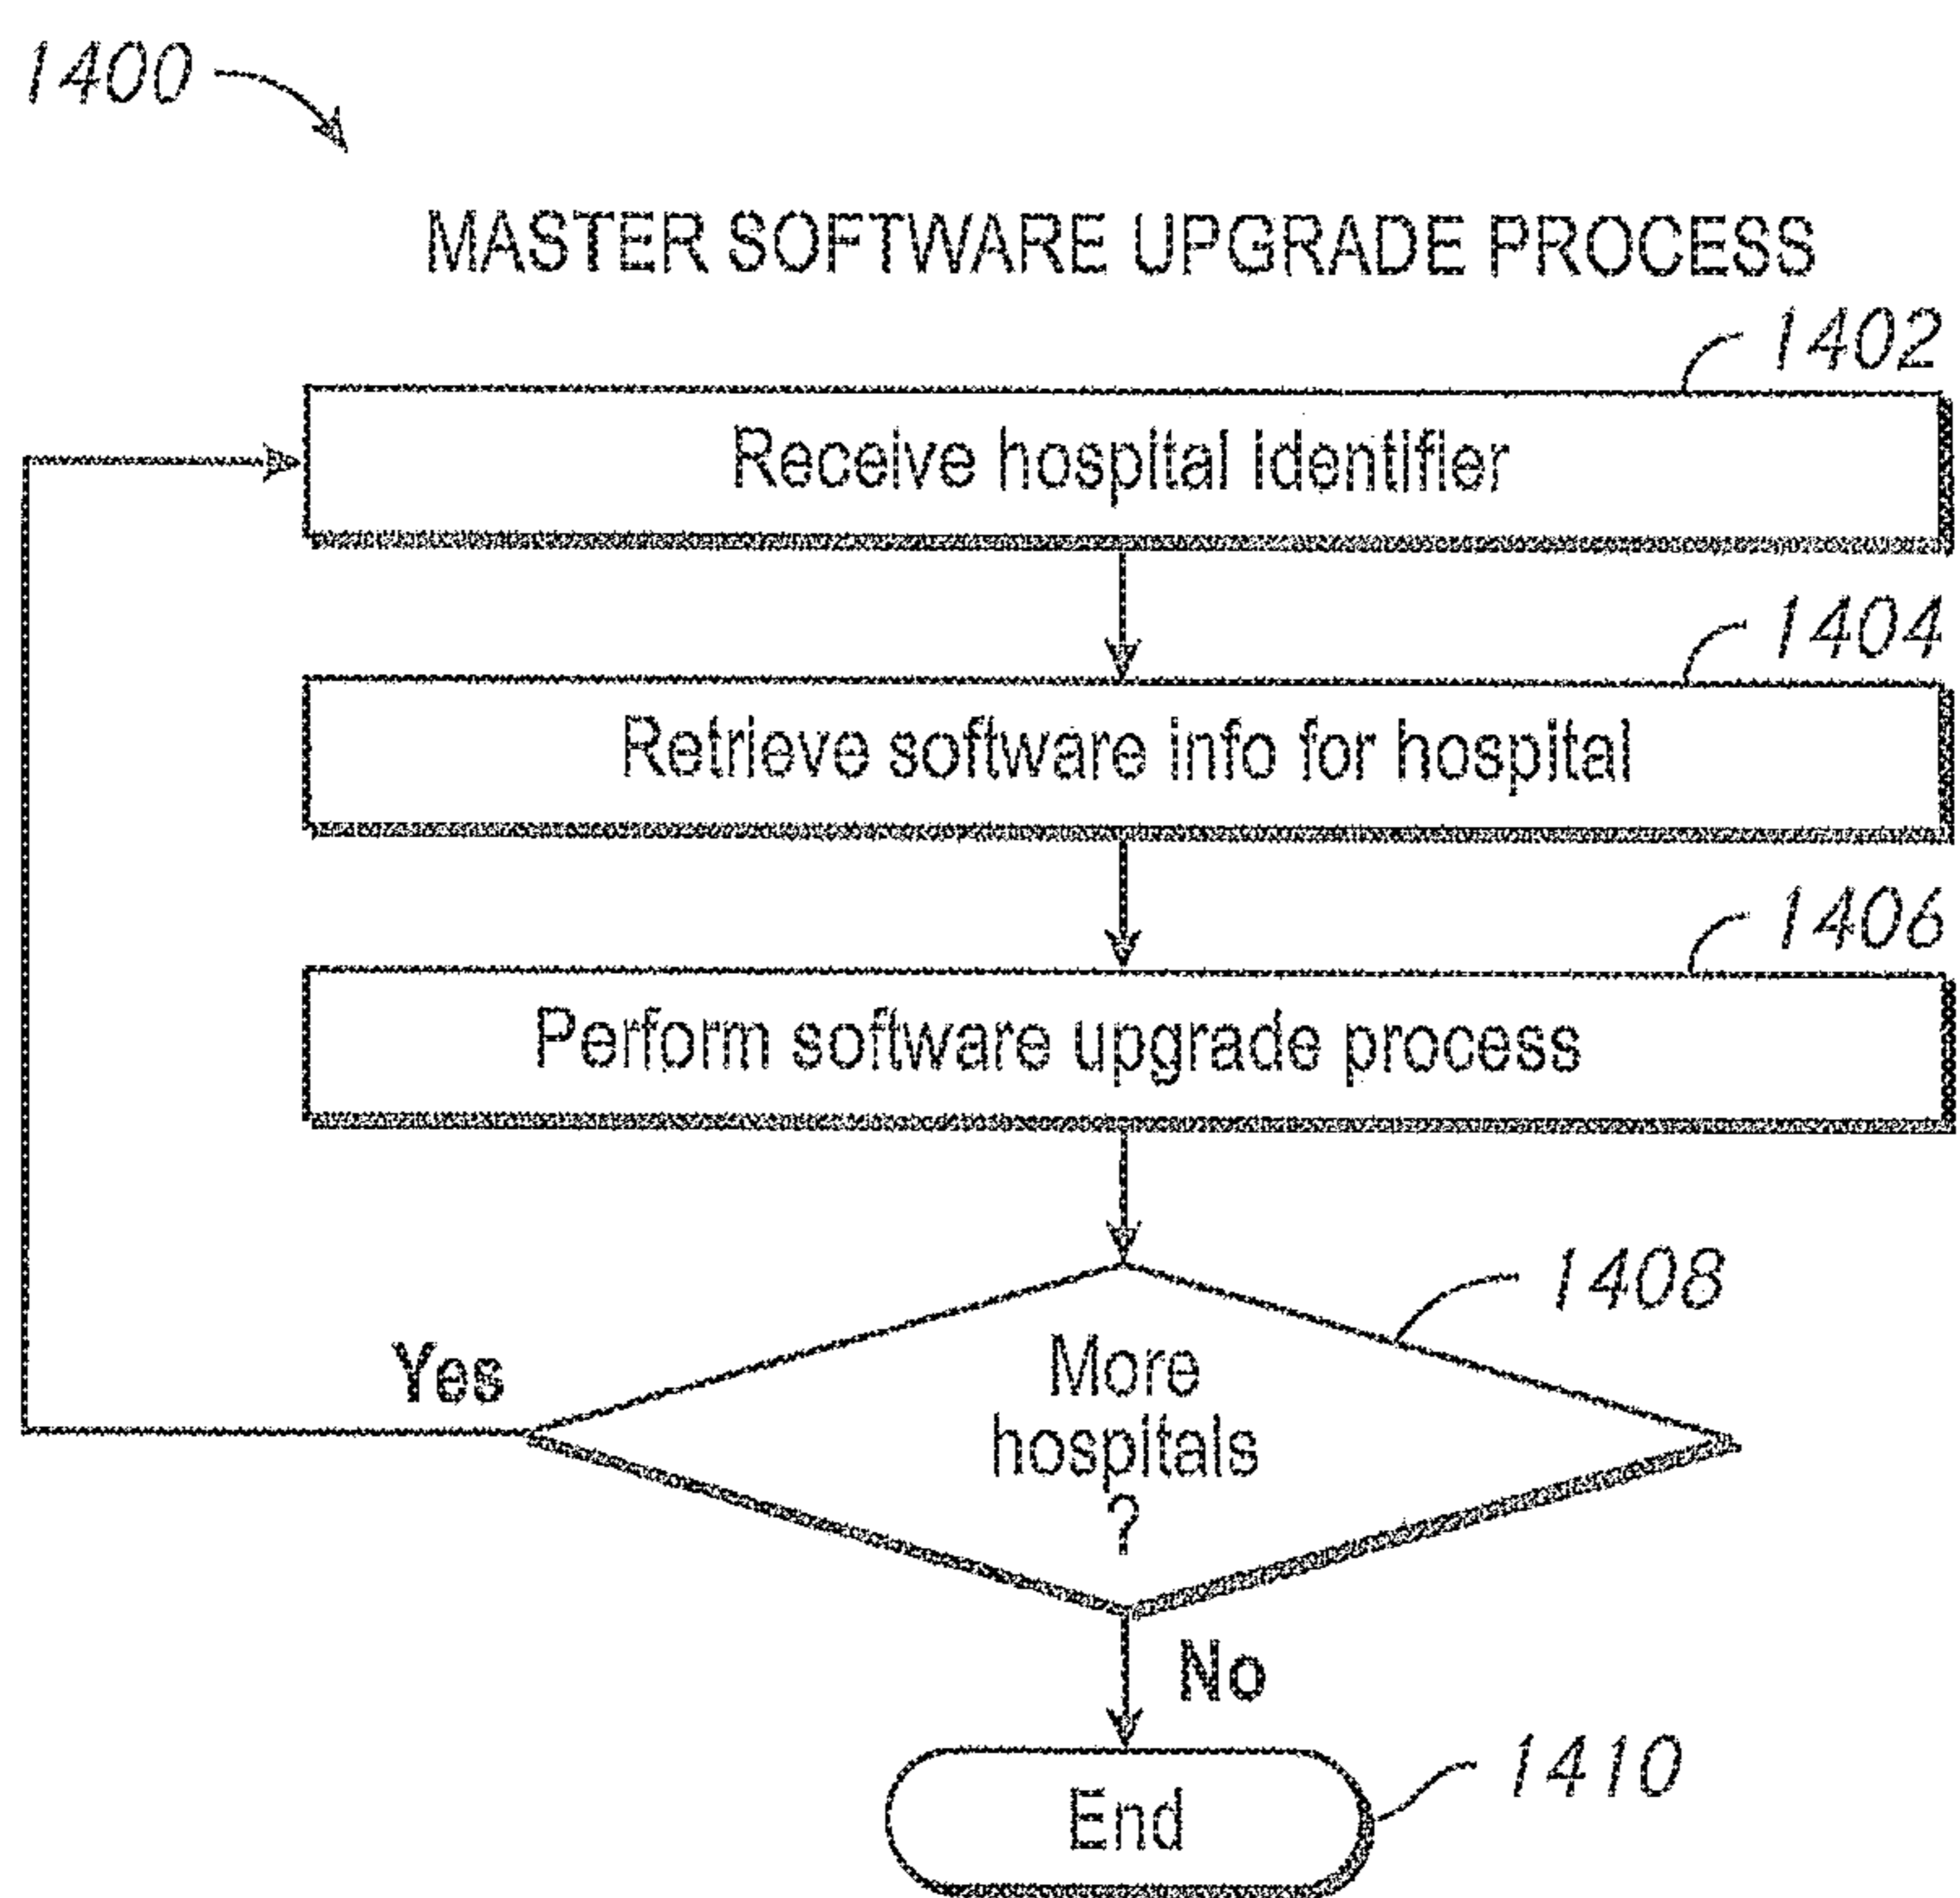 1400
MASTER SOFTWARE UPGRADE PROCESS
1402
Receive hospital identifier
1404
Retrieve software info for hospital
1406
Perform software upgrade process
1408
More
hospitals
?
Yes
No
End
1410